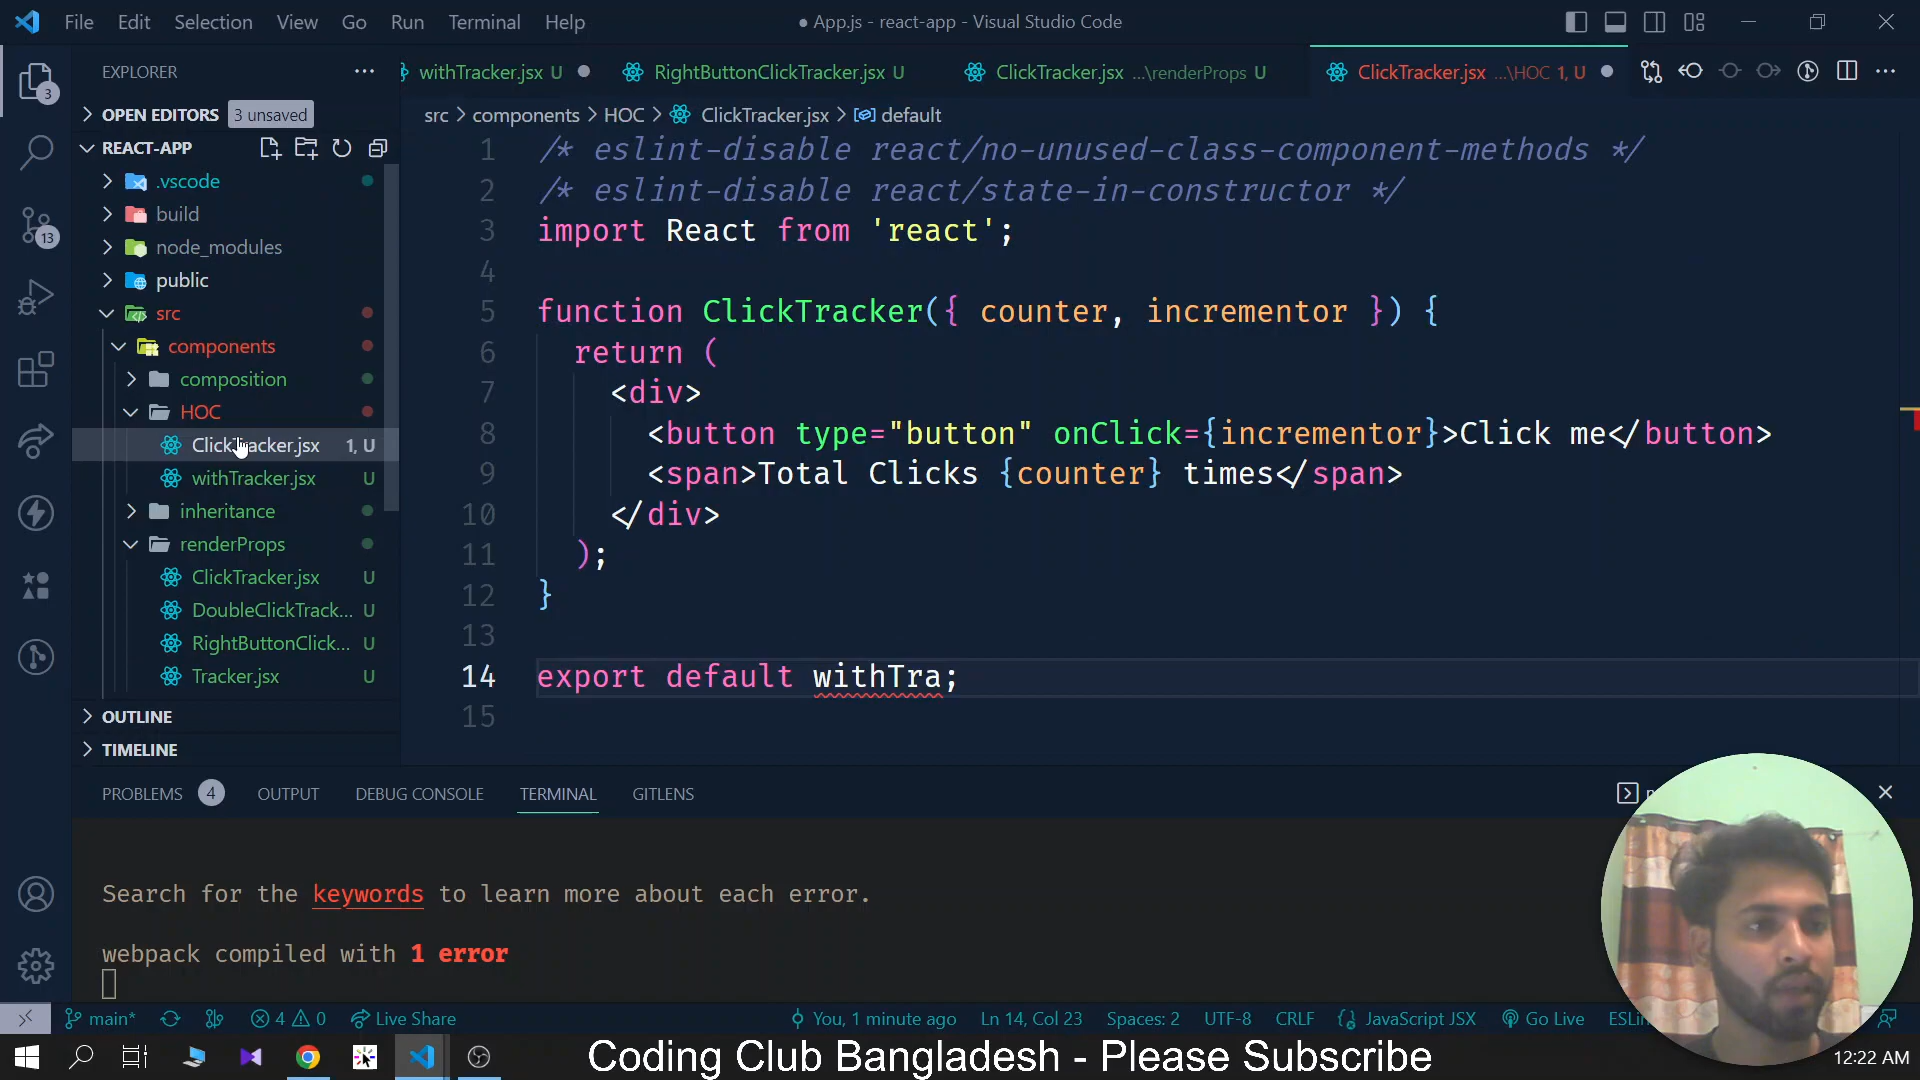 File Edit Selection View Go Run Terminal Help
● App.js - react-app - Visual Studio Code
EXPLORER
withTracker.jsx U
RightButtonClickTracker.jsx U
ClickTracker.jsx ...\renderProps U
ClickTracker.jsx ...\HOC 1, U
3
OPEN EDITORS 3 unsaved
src > components > HOC > ClickTracker.jsx > default
REACT-APP
.vscode
build
node_modules
public
src
components
composition
HOC
ClickTracker.jsx 1, U
withTracker.jsx U
inheritance
renderProps
ClickTracker.jsx U
DoubleClickTrack... U
RightButtonClick... U
Tracker.jsx U
OUTLINE
TIMELINE
13
1 /* eslint-disable react/no-unused-class-component-methods */
2 /* eslint-disable react/state-in-constructor */
3 import React from 'react';
4
5 function ClickTracker({ counter, incrementor }) {
6 return (
7 <div>
8 <button type="button" onClick={incrementor}>Click me</button>
9 <span>Total Clicks {counter} times</span>
10 </div>
11 );
12 }
13
14 export default withTra;
15
PROBLEMS 4 OUTPUT DEBUG CONSOLE TERMINAL GITLENS
Search for the keywords to learn more about each error.
webpack compiled with 1 error
main* 4 0 Live Share You, 1 minute ago Ln 14, Col 23 Spaces: 2 UTF-8 CRLF JavaScript JSX Go Live
Coding Club Bangladesh - Please Subscribe
12:22 AM